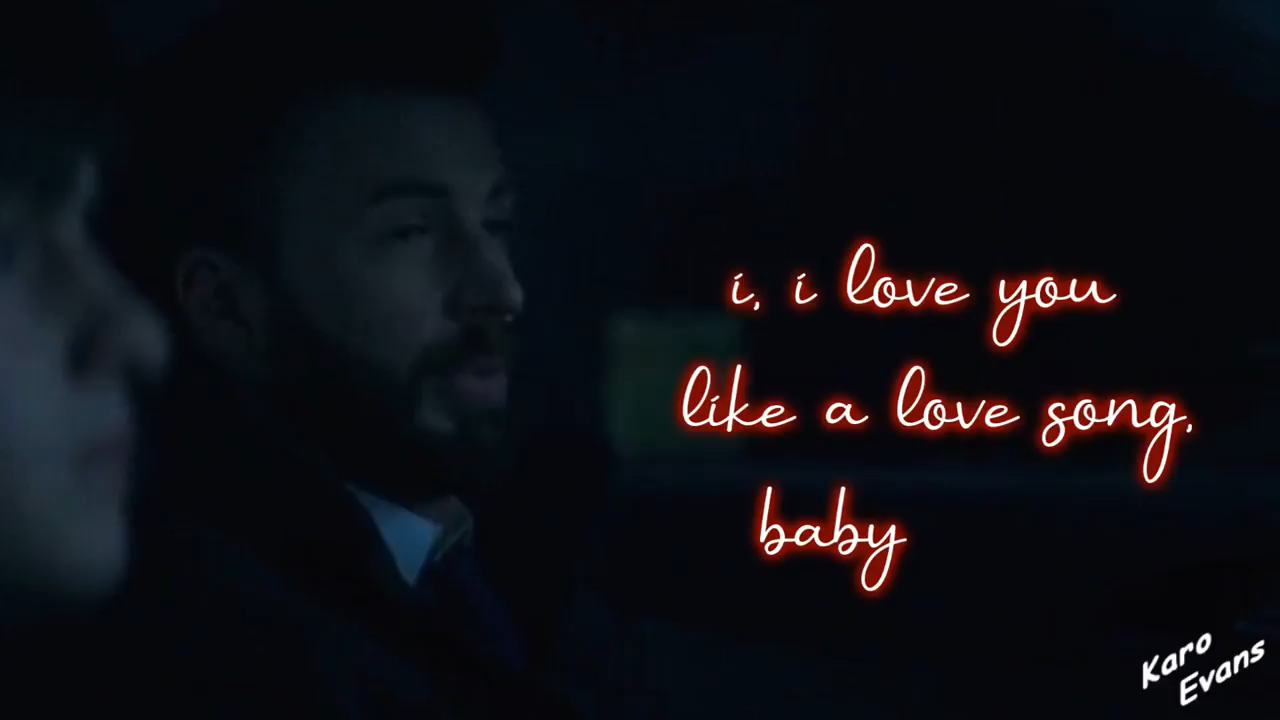 i, i love you
like a love song,
baby
Karo
Evans